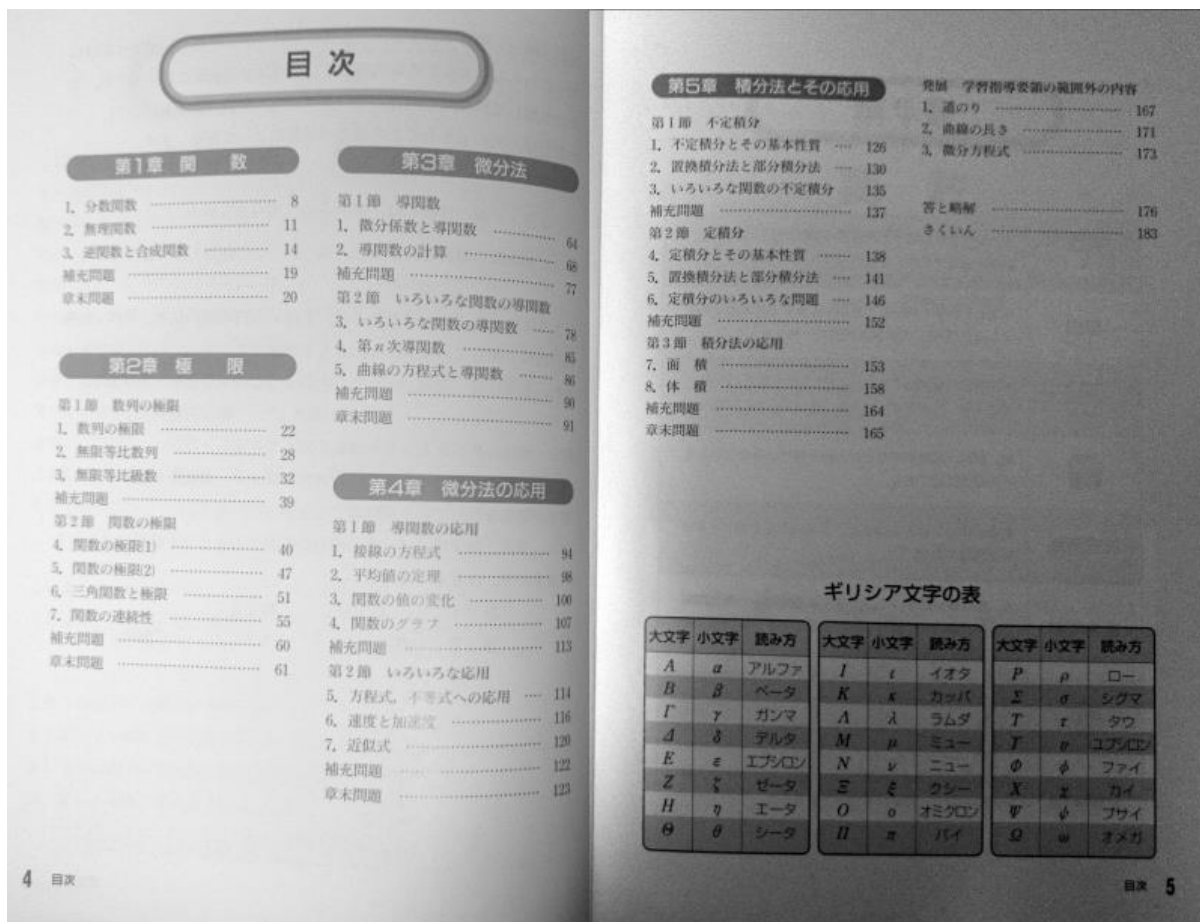 目次
第1章 関 数
1. 分数関数 ‥‥‥‥‥‥ 8
2. 無理関数 ‥‥‥‥‥‥ 11
3. 逆関数と合成関数 ‥‥‥‥ 14
補充問題 ‥‥‥‥‥‥ 19
章末問題 ‥‥‥‥‥‥ 20
第2章 極 限
第1節 数列の極限
1. 数列の極限 ‥‥‥‥‥‥ 22
2. 無限等比数列 ‥‥‥‥‥‥ 28
3. 無限等比級数 ‥‥‥‥‥‥ 32
補充問題 ‥‥‥‥‥‥ 39
第2節 関数の極限
4. 関数の極限(1) ‥‥‥‥‥‥ 40
5. 関数の極限(2) ‥‥‥‥‥‥ 47
6. 三角関数と極限 ‥‥‥‥‥‥ 51
7. 関数の連続性 ‥‥‥‥‥‥ 55
補充問題 ‥‥‥‥‥‥ 60
章末問題 ‥‥‥‥‥‥ 61
第3章 微分法
第1節 導関数
1. 微分係数と導関数 ‥‥‥‥ 64
2. 導関数の計算 ‥‥‥‥‥‥ 68
補充問題 ‥‥‥‥‥‥ 77
第2節 いろいろな関数の導関数
3. いろいろな関数の導関数 ‥‥ 78
4. 第n次導関数 ‥‥‥‥‥‥ 85
5. 曲線の方程式と導関数 ‥‥‥ 86
補充問題 ‥‥‥‥‥‥ 90
章末問題 ‥‥‥‥‥‥ 91
第4章 微分法の応用
第1節 導関数の応用
1. 接線の方程式 ‥‥‥‥‥‥ 94
2. 平均値の定理 ‥‥‥‥‥‥ 98
3. 関数の値の変化 ‥‥‥‥‥‥ 100
4. 関数のグラフ ‥‥‥‥‥‥ 107
補充問題 ‥‥‥‥‥‥ 113
第2節 いろいろな応用
5. 方程式,不等式への応用 ‥‥ 114
6. 速度と加速度 ‥‥‥‥‥‥ 116
7. 近似式 ‥‥‥‥‥‥ 120
補充問題 ‥‥‥‥‥‥ 122
章末問題 ‥‥‥‥‥‥ 123
4 目次
第5章 積分法とその応用
第1節 不定積分
1. 不定積分とその基本性質 ‥‥ 126
2. 置換積分法と部分積分法 ‥‥ 130
3. いろいろな関数の不定積分 135
補充問題 ‥‥‥‥‥‥ 137
第2節 定積分
4. 定積分とその基本性質 ‥‥‥ 138
5. 置換積分法と部分積分法 ‥‥ 141
6. 定積分のいろいろな問題 ‥‥ 146
補充問題 ‥‥‥‥‥‥ 152
第3節 積分法の応用
7. 面 積 ‥‥‥‥‥‥ 153
8. 体 積 ‥‥‥‥‥‥ 158
補充問題 ‥‥‥‥‥‥ 164
章末問題 ‥‥‥‥‥‥ 165
発展 学習指導要領の範囲外の内容
1. 道のり ‥‥‥‥‥‥ 167
2. 曲線の長さ ‥‥‥‥‥‥ 171
3. 微分方程式 ‥‥‥‥‥‥ 173
答と略解 ‥‥‥‥‥‥ 176
さくいん ‥‥‥‥‥‥ 183
ギリシア文字の表
大文字 小文字 読み方 大文字 小文字 読み方 大文字 小文字 読み方
Α α アルファ Ι ι イオタ Ρ ρ ロー
Β β ベータ Κ κ カッパ Σ σ シグマ
Γ γ ガンマ Λ λ ラムダ Τ τ タウ
Δ δ デルタ Μ μ ミュー Υ υ ユプシロン
Ε ε エプシロン Ν ν ニュー Φ φ ファイ
Ζ ζ ゼータ Ξ ξ クシー Χ χ カイ
Η η エータ Ο ο オミクロン Ψ ψ プサイ
Θ θ シータ Π π パイ Ω ω オメガ
目次 5